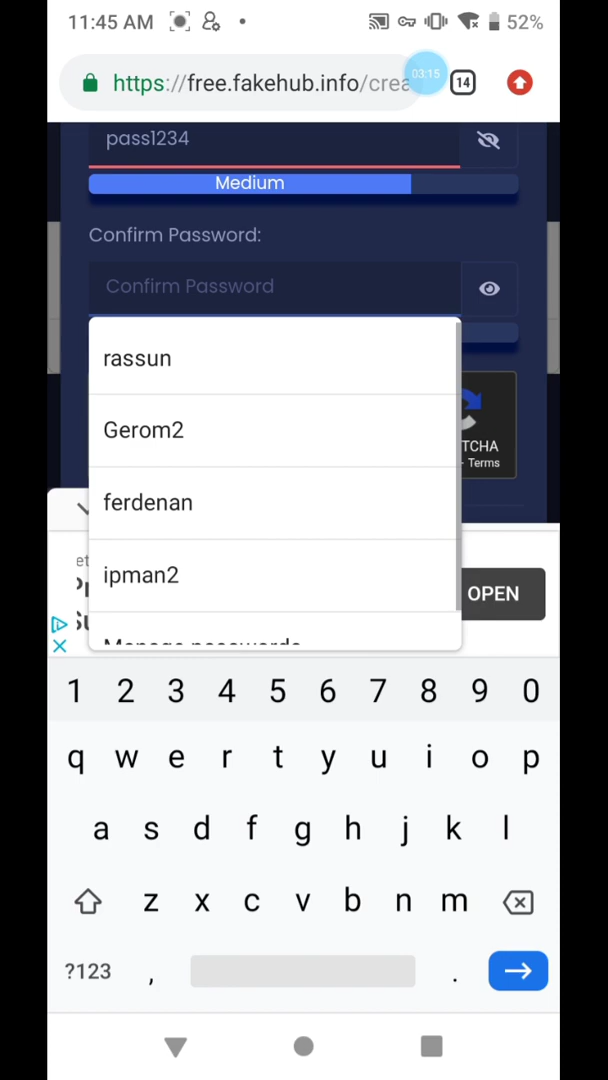 11:45 AM
52%
https://free.fakehub.info/crea
03:15
14
pass1234
Medium
Confirm Password:
Confirm Password
rassun
Gerom2
TCHA
- Terms
ferdenan
ipman2
OPEN
Manage passwords
1 2 3 4 5 6 7 8 9 0
q w e r t y u i o p
a s d f g h j k l
z x c v b n m
?123 , .